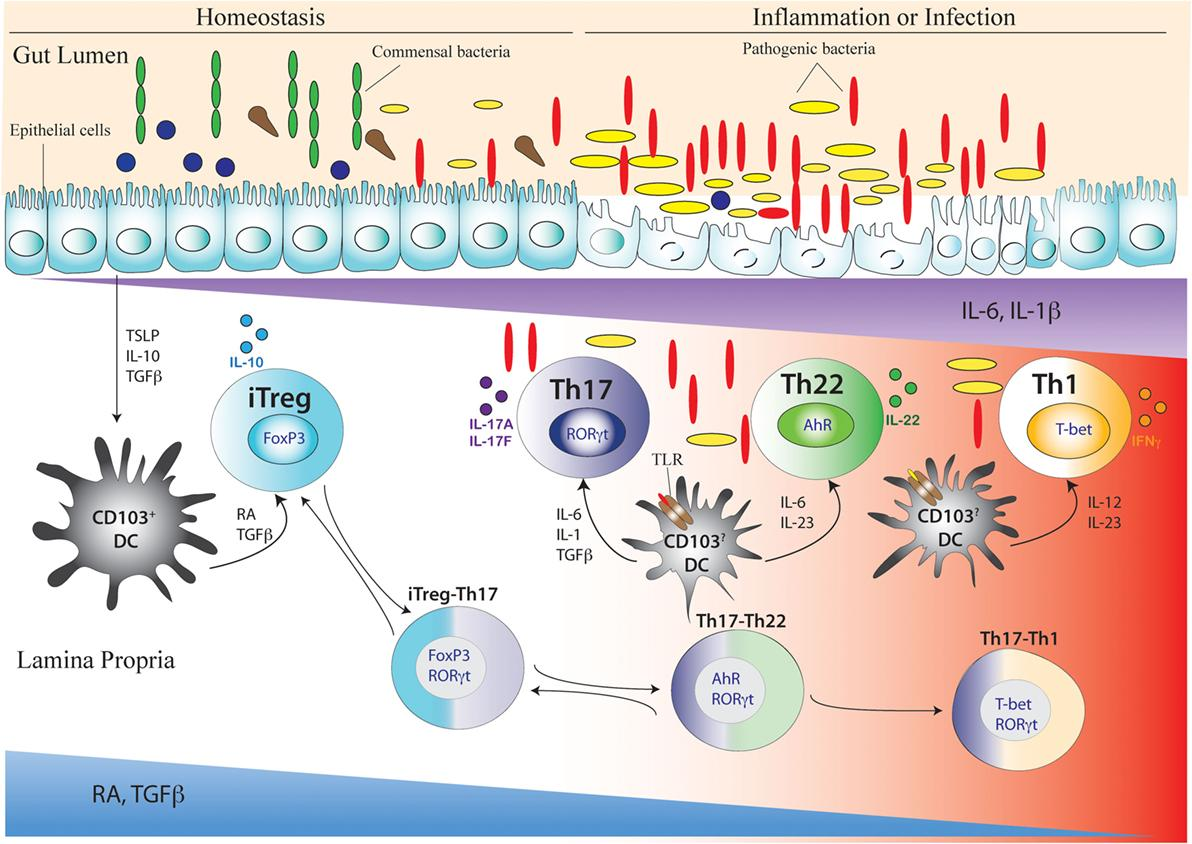 Homeostasis
Inflammation or Infection
Gut Lumen
Commensal bacteria
Pathogenic bacteria
Epithelial cells
IL-6, IL-1β
TSLP
IL-10
TGFβ
IL-10
iTreg
FoxP3
IL-17A
IL-17F
Th17
RORγt
Th22
AhR
IL-22
Th1
T-bet
IFNγ
CD103+
DC
RA
TGFβ
IL-6
IL-1
TGFβ
TLR
CD103?
DC
IL-6
IL-23
CD103?
DC
IL-12
IL-23
iTreg-Th17
FoxP3
RORγt
Th17-Th22
AhR
RORγt
Th17-Th1
T-bet
RORγt
Lamina Propria
RA, TGFβ